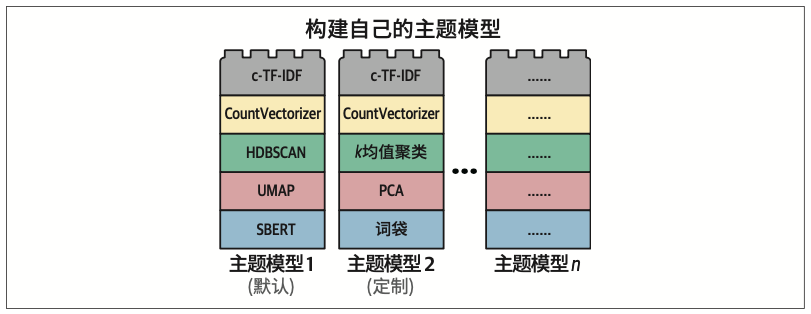 构建自己的主题模型
c-TF-IDF
CountVectorizer
HDBSCAN
UMAP
SBERT
主题模型1
(默认)
c-TF-IDF
CountVectorizer
k均值聚类
PCA
词袋
主题模型2
(定制)
...
......
......
......
......
......
主题模型n